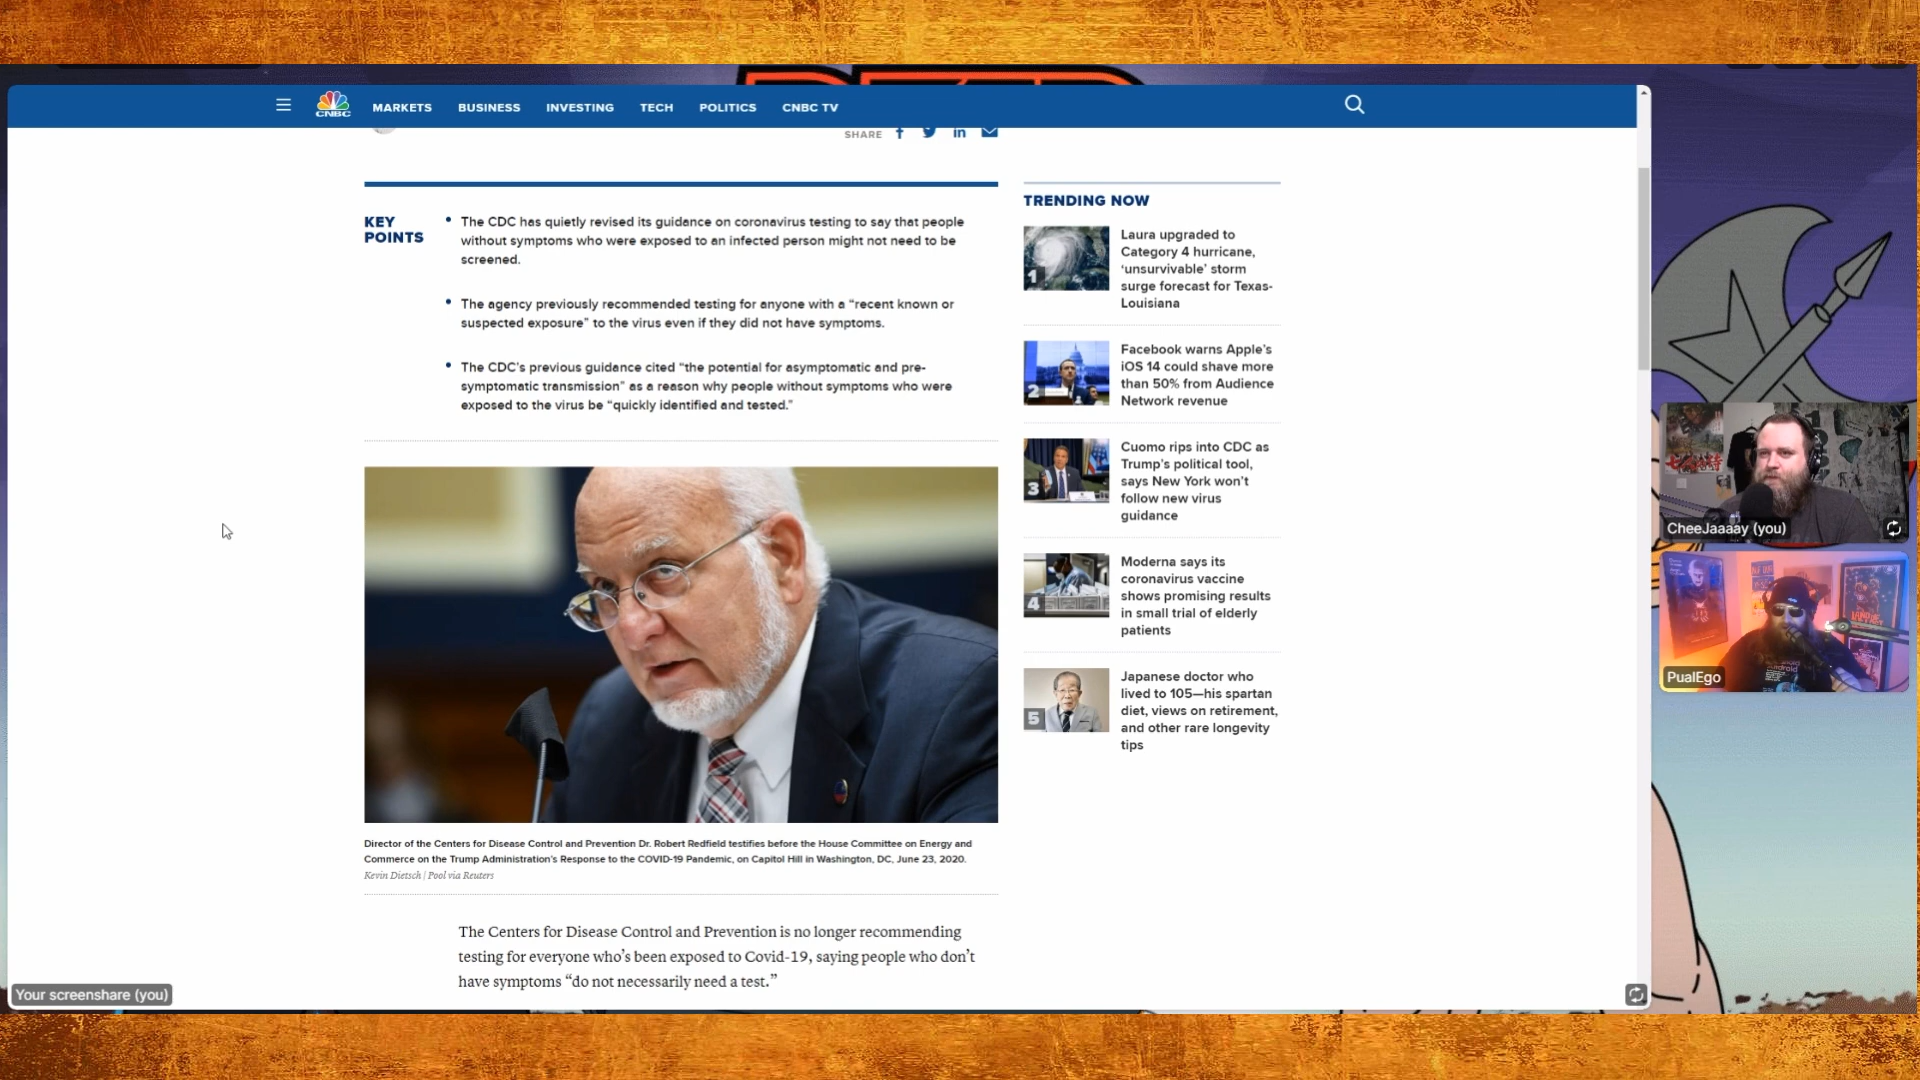 CNBC
MARKETS
BUSINESS
INVESTING
TECH
POLITICS
CNBC TV
SHARE
KEY
POINTS
The CDC has quietly revised its guidance on coronavirus testing to say that people
without symptoms who were exposed to an infected person might not need to be
screened.
The agency previously recommended testing for anyone with a “recent known or
suspected exposure” to the virus even if they did not have symptoms.
The CDC’s previous guidance cited “the potential for asymptomatic and pre-
symptomatic transmission” as a reason why people without symptoms who were
exposed to the virus be “quickly identified and tested.”
Director of the Centers for Disease Control and Prevention Dr. Robert Redfield testifies before the House Committee on Energy and
Commerce on the Trump Administration’s Response to the COVID-19 Pandemic, on Capitol Hill in Washington, DC, June 23, 2020.
Kevin Dietsch | Pool via Reuters
The Centers for Disease Control and Prevention is no longer recommending
testing for everyone who’s been exposed to Covid-19, saying people who don’t
have symptoms “do not necessarily need a test.”
TRENDING NOW
1
Laura upgraded to
Category 4 hurricane,
‘unsurvivable’ storm
surge forecast for Texas-
Louisiana
2
Facebook warns Apple’s
iOS 14 could shave more
than 50% from Audience
Network revenue
3
Cuomo rips into CDC as
Trump’s political tool,
says New York won’t
follow new virus
guidance
4
Moderna says its
coronavirus vaccine
shows promising results
in small trial of elderly
patients
5
Japanese doctor who
lived to 105—his spartan
diet, views on retirement,
and other rare longevity
tips
CheeJaaaay (you)
PualEgo
Your screenshare (you)